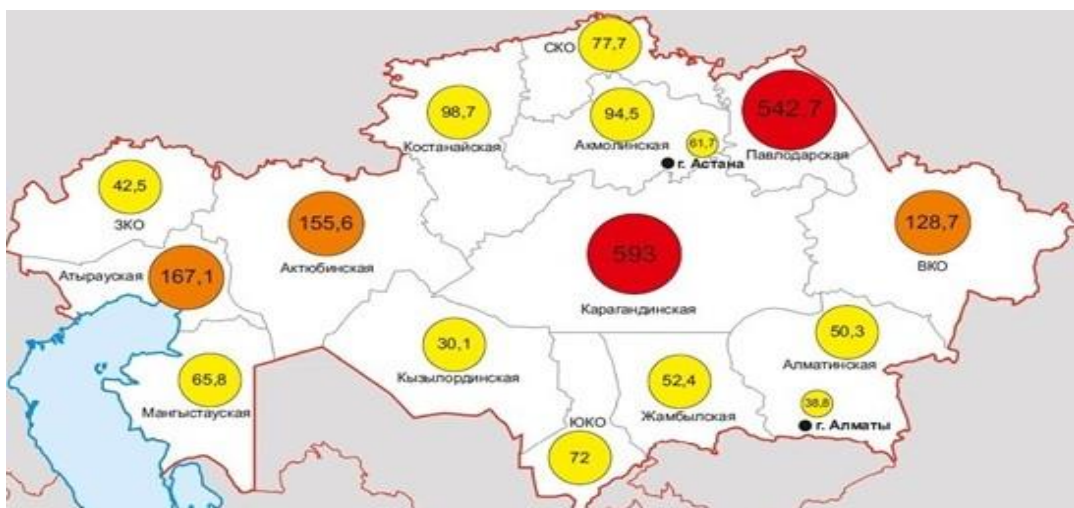 СКО
77,7
98,7
Костанайская
94,5
Акмолинская
61,7
г. Астана
542,7
Павлодарская
42,5
ЗКО
155,6
Актюбинская
593
Карагандинская
128,7
ВКО
Атырауская
167,1
65,8
Мангыстауская
30,1
Кызылординская
ЮКО
72
52,4
Жамбылская
50,3
Алматинская
38,8
г. Алматы